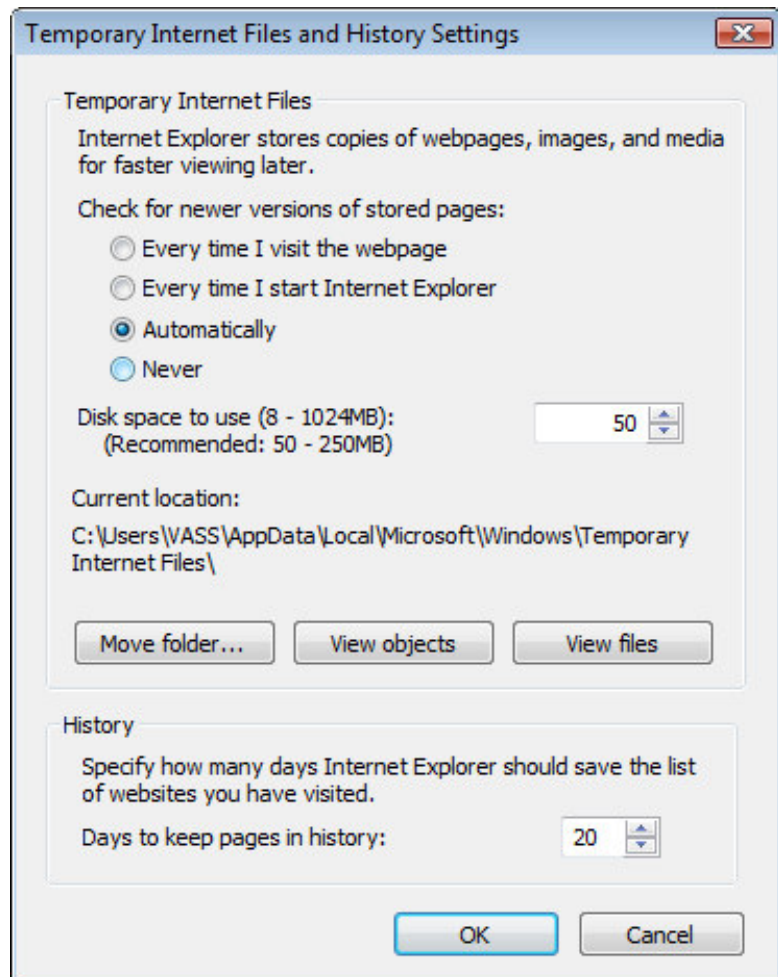 Temporary Internet Files and History Settings
Temporary Internet Files
Internet Explorer stores copies of webpages, images, and media
for faster viewing later.
Check for newer versions of stored pages:
Every time I visit the webpage
Every time I start Internet Explorer
Automatically
Never
Disk space to use (8 - 1024MB): 50
(Recommended: 50 - 250MB)
Current location:
C:\Users\VASS\AppData\Local\Microsoft\Windows\Temporary
Internet Files\
Move folder... View objects View files
History
Specify how many days Internet Explorer should save the list
of websites you have visited.
Days to keep pages in history: 20
OK Cancel